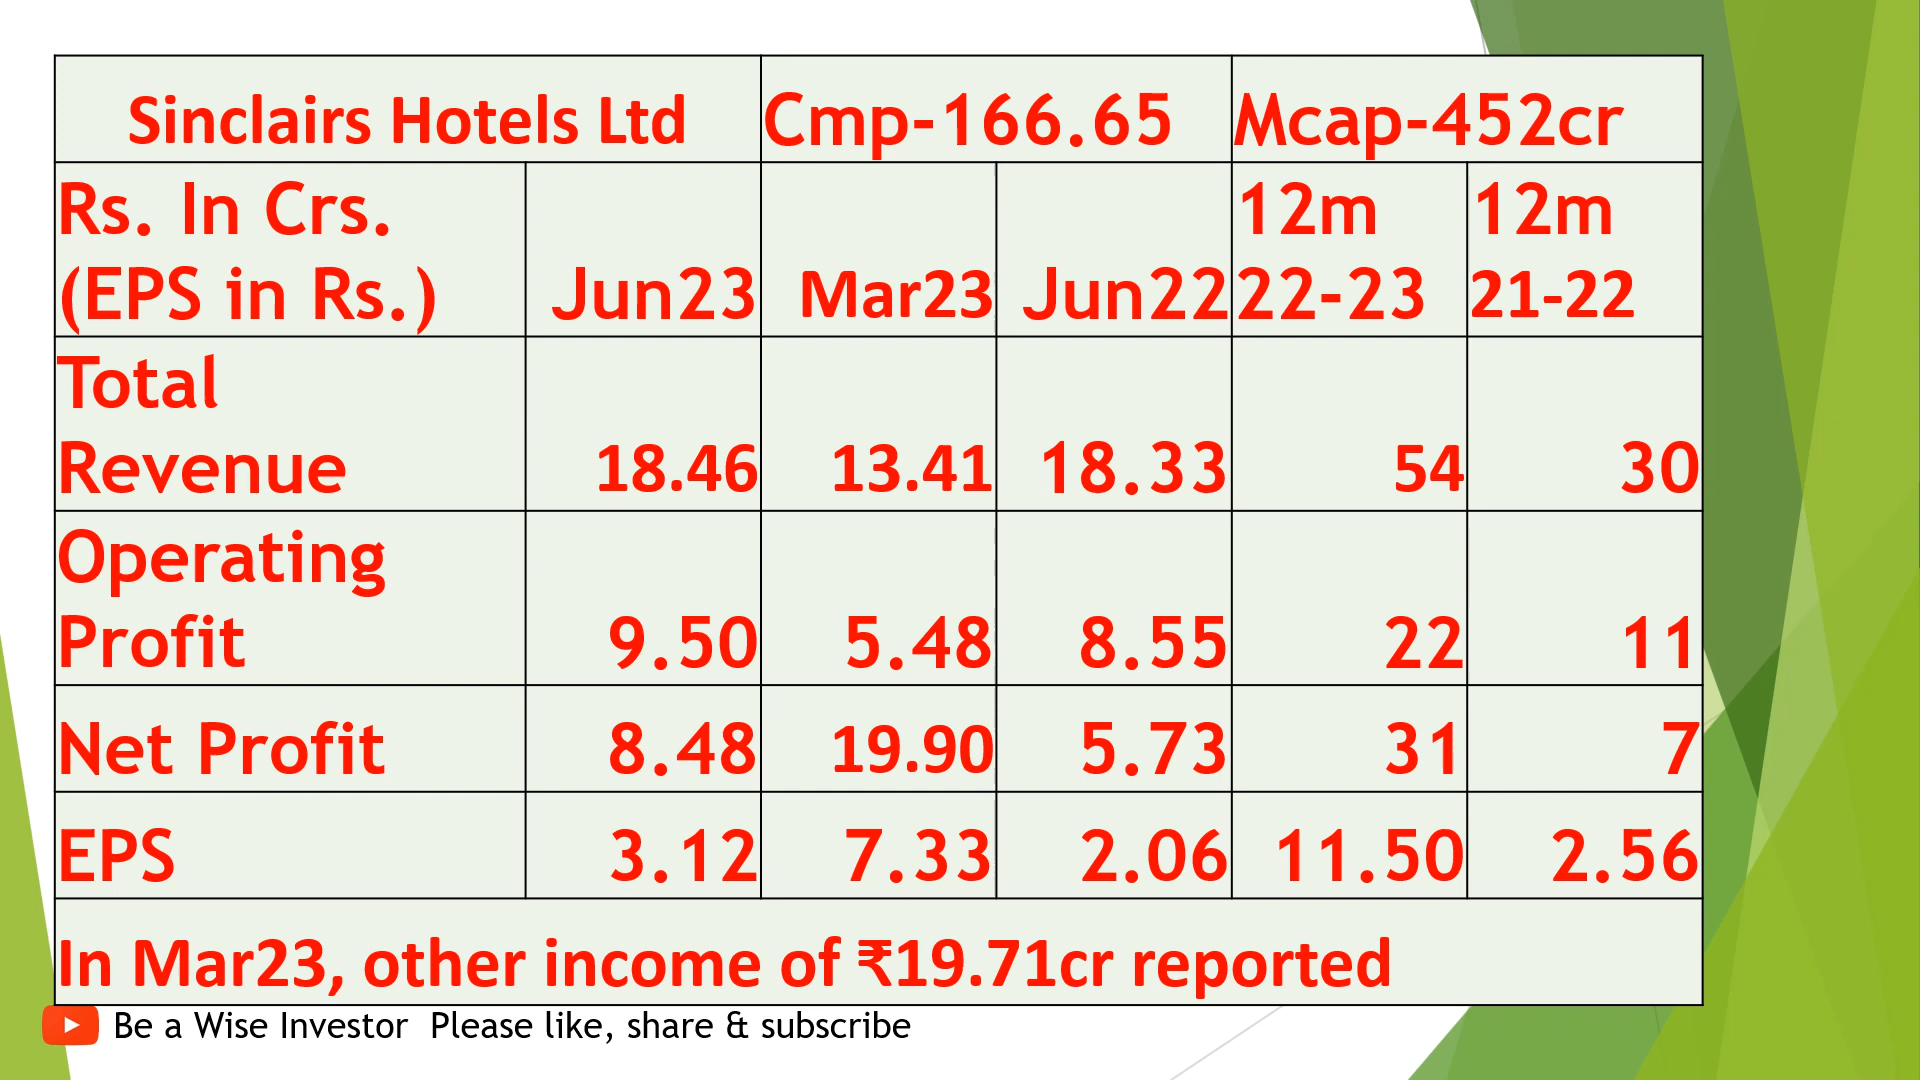 Sinclairs Hotels Ltd Cmp-166.65 Mcap-452cr
Rs. In Crs. (EPS in Rs.) Jun23 Mar23 Jun22 12m 22-23 12m 21-22
Total Revenue 18.46 13.41 18.33 54 30
Operating Profit 9.50 5.48 8.55 22 11
Net Profit 8.48 19.90 5.73 31 7
EPS 3.12 7.33 2.06 11.50 2.56
In Mar23, other income of ₹19.71cr reported
Be a Wise Investor Please like, share & subscribe